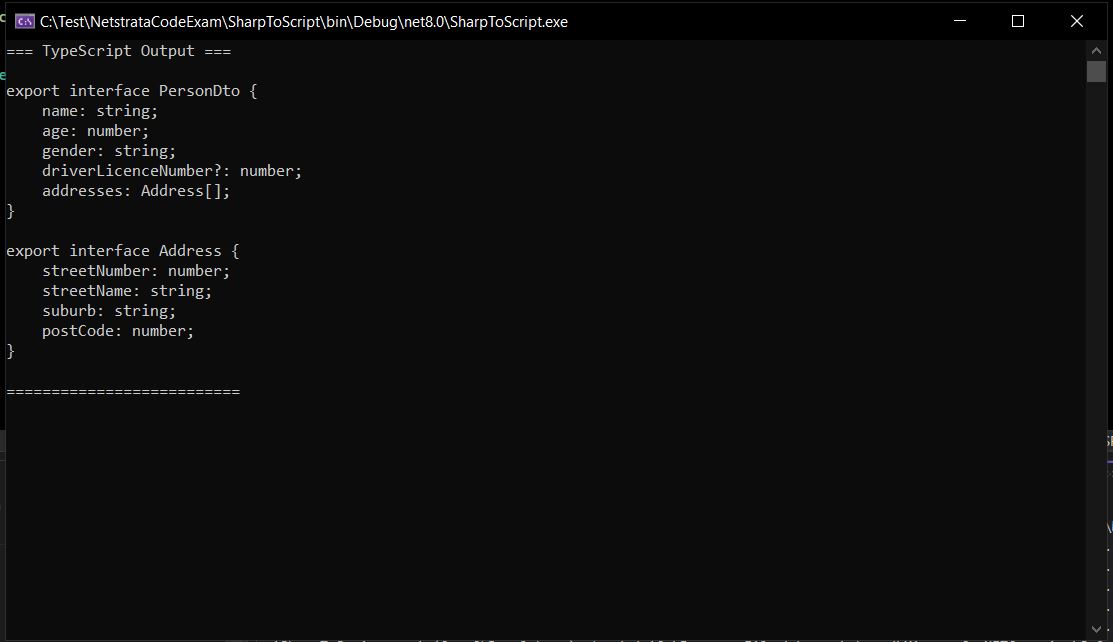 C:\Test\NetstrataCodeExam\SharpToScript\bin\Debug\net8.0\SharpToScript.exe
=== TypeScript Output ===
export interface PersonDto {
    name: string;
    age: number;
    gender: string;
    driverLicenceNumber?: number;
    addresses: Address[];
}
export interface Address {
    streetNumber: number;
    streetName: string;
    suburb: string;
    postCode: number;
}
==========================